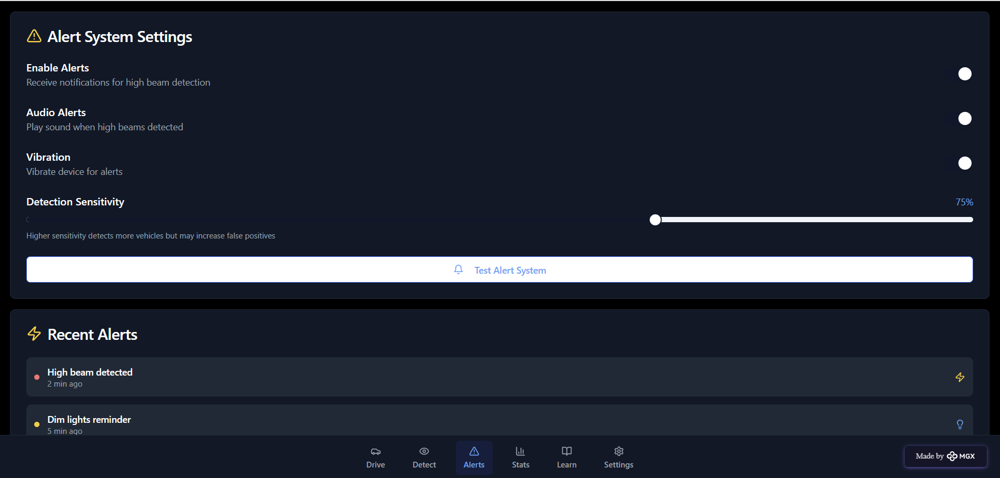 Alert System Settings
Enable Alerts
Receive notifications for high beam detection
Audio Alerts
Play sound when high beams detected
Vibration
Vibrate device for alerts
Detection Sensitivity
75%
Higher sensitivity detects more vehicles but may increase false positives
Test Alert System
Recent Alerts
High beam detected
2 min ago
Dim lights reminder
5 min ago
Drive
Detect
Alerts
Stats
Learn
Settings
Made by MGX